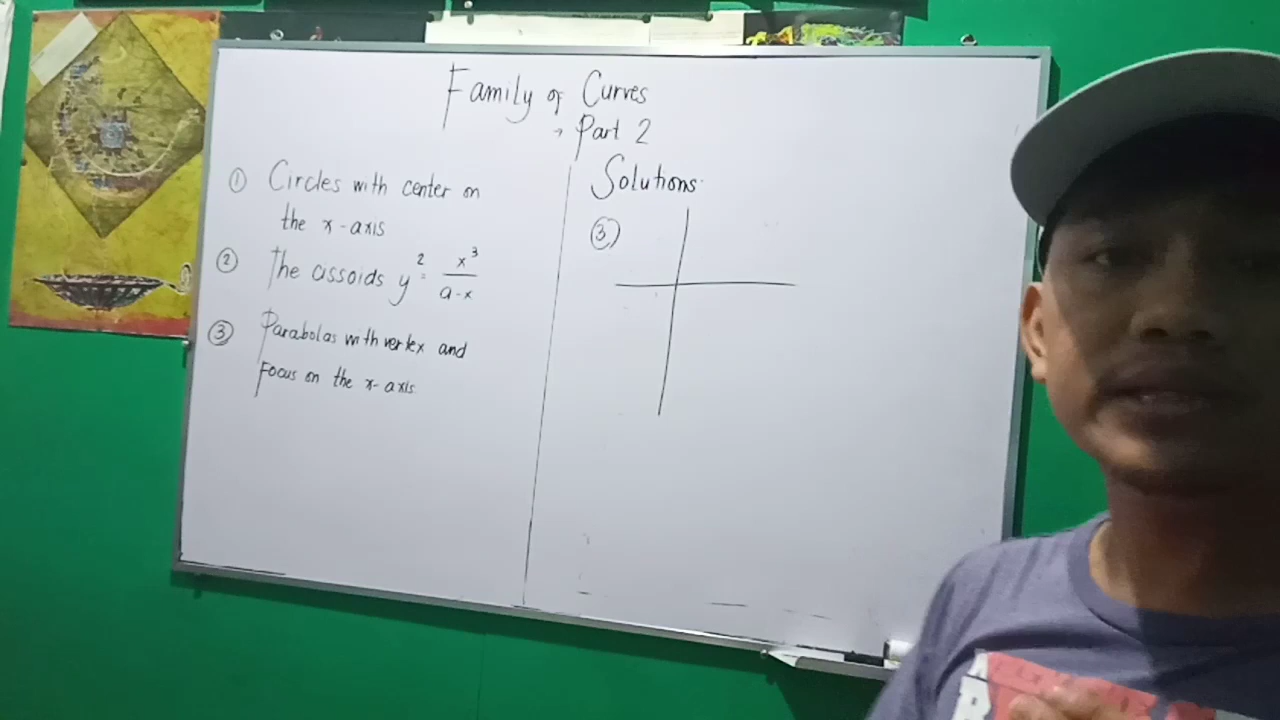 Family of Curves
→ Part 2
① Circles with center on
the x-axis
② The cissoids y² = x³/a-x
③ Parabolas with vertex and
Focus on the x-axis
Solutions:
③